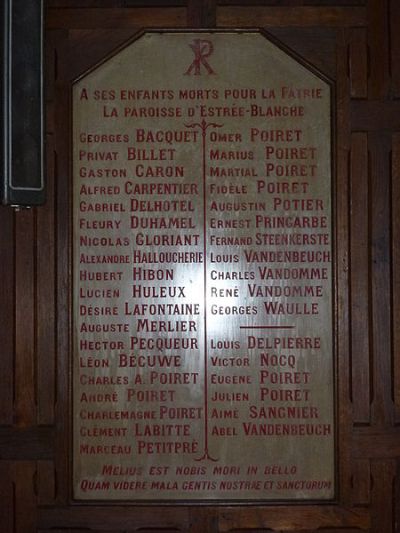 A SES ENFANTS MORTS POUR LA PATRIE
LA PAROISSE D'ESTRÉE-BLANCHE
GEORGES BACQUET
PRIVAT BILLET
GASTON CARON
ALFRED CARPENTIER
GABRIEL DELHOTEL
FLEURY DUHAMEL
NICOLAS GLORIANT
ALEXANDRE HALLOUCHERIE
HUBERT HIBON
LUCIEN HULEUX
DÉSIRÉ LAFONTAINE
AUGUSTE MERLIER
HECTOR PECQUEUR
LÉON BÉCUWE
CHARLES A. POIRET
ANDRÉ POIRET
CHARLEMAGNE POIRET
CLÉMENT LABITTE
MARCEAU PETITPRÉ
OMER POIRET
MARIUS POIRET
MARTIAL POIRET
FIDÈLE POIRET
AUGUSTIN POTIER
ERNEST PRINGARBE
FERNAND STEENKERSTE
LOUIS VANDENBEUCH
CHARLES VANDOMME
RENÉ VANDOMME
GEORGES WAULLE
LOUIS DELPIERRE
VICTOR NOCQ
EUGÈNE POIRET
JULIEN POIRET
AIMÉ SANGNIER
ABEL VANDENBEUCH
MELIUS EST NOBIS MORI IN BELLO
QUAM VIDERE MALA GENTIS NOSTRAE ET SANCTORUM